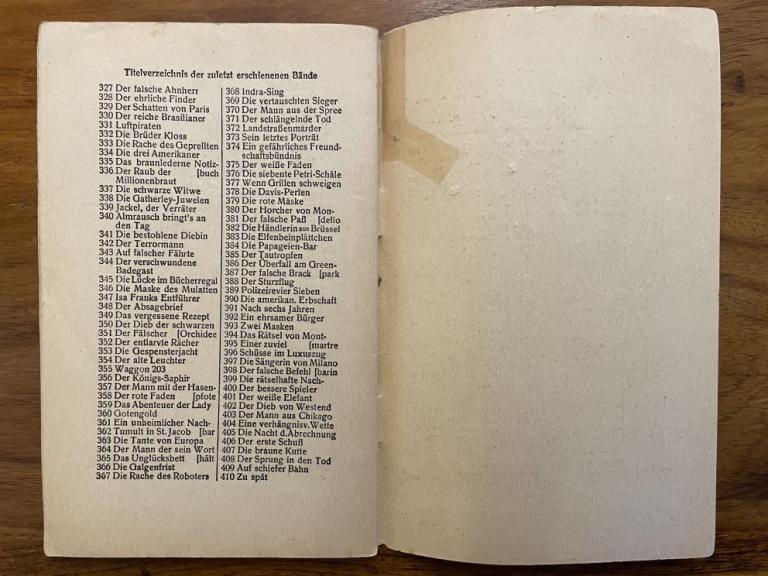 Titelverzeichnis der zuletzt erschienenen Bände
327 Der falsche Ahnherr
328 Der ehrliche Finder
329 Der Schatten von Paris
330 Der reiche Brasilianer
331 Luftpiraten
332 Die Brüder Kloss
333 Die Rache des Geprellten
334 Die drei Amerikaner
335 Das braunlederne Notiz-
336 Der Raub der [buch
Millionenbraut
337 Die schwarze Witwe
338 Die Gatherley-Juwelen
339 Jackel, der Verräter
340 Almrausch bringt's an
den Tag
341 Die bestohlene Diebin
342 Der Terrormann
343 Auf falscher Fährte
344 Der verschwundene
Badegast
345 Die Lücke im Bücherregal
346 Die Maske des Mulatten
347 Isa Franks Entführer
348 Der Absagebrief
349 Das vergessene Rezept
350 Der Dieb der schwarzen
351 Der Fälscher [Orchidee
352 Der entlarvte Rächer
353 Die Gespensterjacht
354 Der alte Leuchter
355 Waggon 203
356 Der Königs-Saphir
357 Der Mann mit der Hasen-
358 Der rote Faden [pfote
359 Das Abenteuer der Lady
360 Gotengold
361 Ein unheimlicher Nach-
362 Tumult in St. Jacob [bar
363 Die Tante von Europa
364 Der Mann der sein Wort
365 Das Unglücksbett [hält
366 Die Galgenfrist
367 Die Rache des Roboters
368 Indra-Sing
369 Die vertauschten Sieger
370 Der Mann aus der Spree
371 Der schlängelnde Tod
372 Landstraßenmarder
373 Sein letztes Porträt
374 Ein gefährliches Freund-
schaftsbündnis
375 Der weiße Faden
376 Die siebente Petri-Schale
377 Wenn Grillen schweigen
378 Die Davis-Perlen
379 Die rote Maske
380 Der Horcher von Mon-
381 Der falsche Paß [dello
382 Die Händlerin aus Brüssel
383 Die Elfenbeinplättchen
384 Die Papageien-Bar
385 Der Tautropfen
386 Der Überfall am Green-
387 Der falsche Brack [park
388 Der Sturzflug
389 Polizeirevier Sieben
390 Die amerikan. Erbschaft
391 Nach sechs Jahren
392 Ein ehrsamer Bürger
393 Zwei Masken
394 Das Rätsel von Mont-
395 Einer zuviel [martre
396 Schüsse im Luxuszug
397 Die Sängerin von Milano
398 Der falsche Befehl [barin
399 Die rätselhafte Nach-
400 Der bessere Spieler
401 Der weiße Elefant
402 Der Dieb von Westend
403 Der Mann aus Chikago
404 Eine verhängnisv. Wette
405 Die Nacht d. Abrechnung
406 Der erste Schuß
407 Die braune Kutte
408 Der Sprung in den Tod
409 Auf schiefer Bahn
410 Zu spät